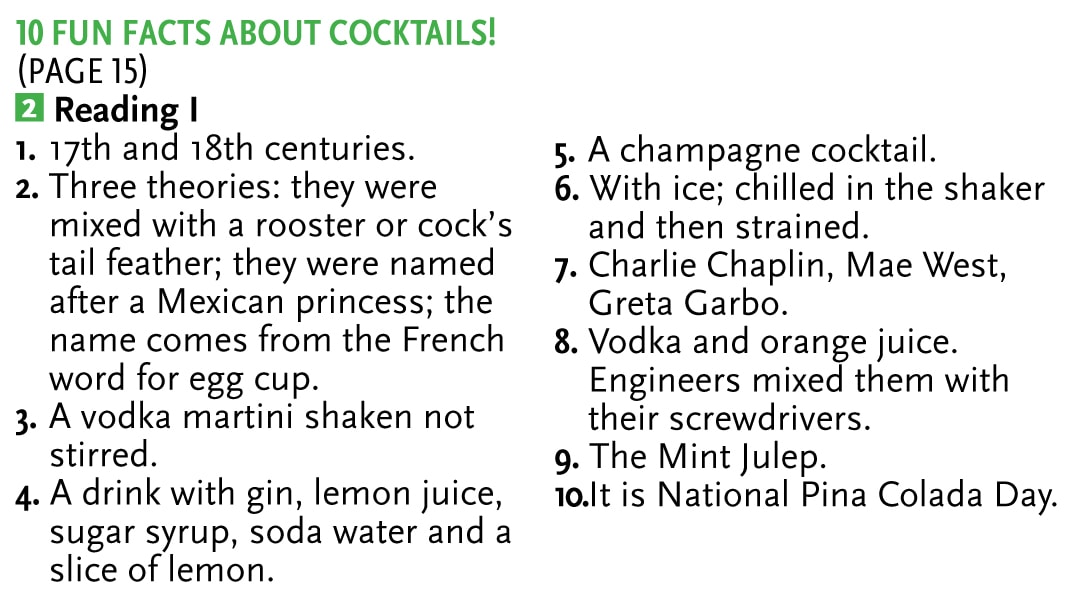 10 FUN FACTS ABOUT COCKTAILS!
(PAGE 15)
2 Reading I
1. 17th and 18th centuries.
2. Three theories: they were
mixed with a rooster or cock’s
tail feather; they were named
after a Mexican princess; the
name comes from the French
word for egg cup.
3. A vodka martini shaken not
stirred.
4. A drink with gin, lemon juice,
sugar syrup, soda water and a
slice of lemon.
5. A champagne cocktail.
6. With ice; chilled in the shaker
and then strained.
7. Charlie Chaplin, Mae West,
Greta Garbo.
8. Vodka and orange juice.
Engineers mixed them with
their screwdrivers.
9. The Mint Julep.
10.It is National Pina Colada Day.